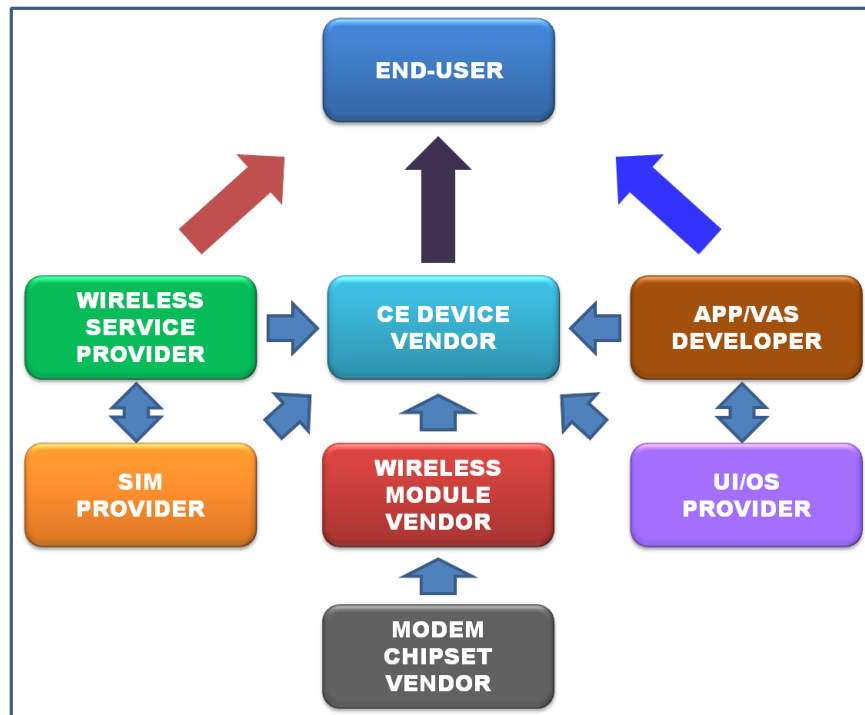 END-USER
WIRELESS
SERVICE
PROVIDER
CE DEVICE
VENDOR
APP/VAS
DEVELOPER
SIM
PROVIDER
WIRELESS
MODULE
VENDOR
UI/OS
PROVIDER
MODEM
CHIPSET
VENDOR